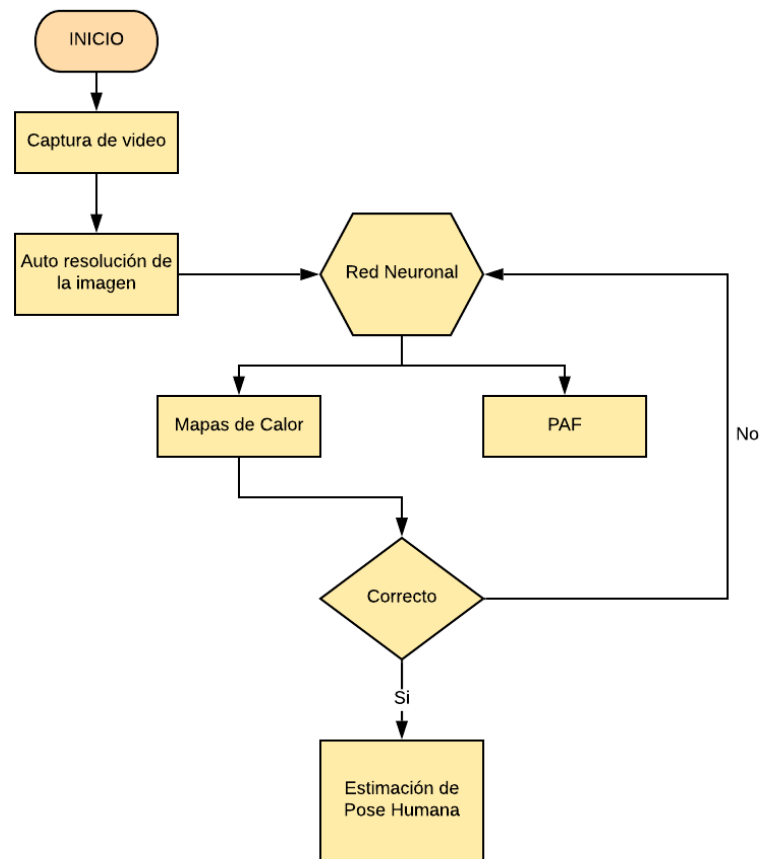 INICIO
Captura de video
Auto resolución de
la imagen
Red Neuronal
Mapas de Calor
PAF
No
Correcto
Si
Estimación de
Pose Humana